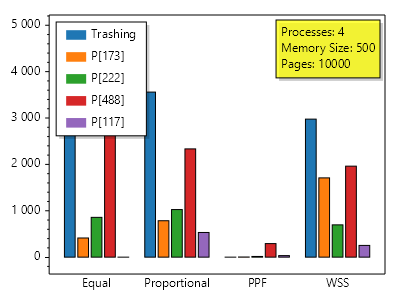 5 000
4 000
3 000
2 000
1 000
0
Trashing
P[173]
P[222]
P[488]
P[117]
Processes: 4
Memory Size: 500
Pages: 10000
Equal Proportional PPF WSS